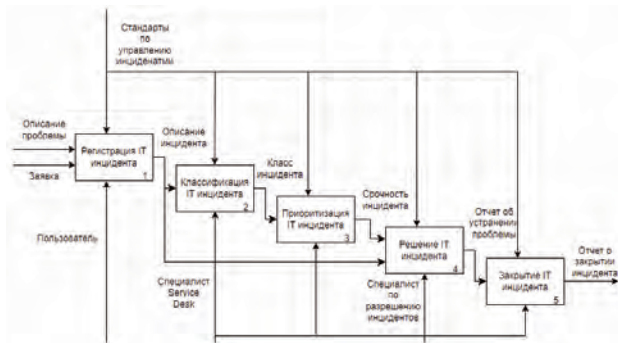 Стандарты
по
управлению
инциденатми
Описание
проблемы
Заявка
Регистрация IT
инцидента
1
Описание
инцидента
Классификация
IT инцидента
2
Класс
инцидента
Приоритизация
IT инцидента
3
Срочность
инцидента
Решение IT
инцидента
4
Отчет об
устранении
проблемы
Закрытие IT
инцидента
5
Отчет о
закрытии
инцидента
Пользователь
Специалист
Service
Desk
Специалист
по
разрешению
инцидентов